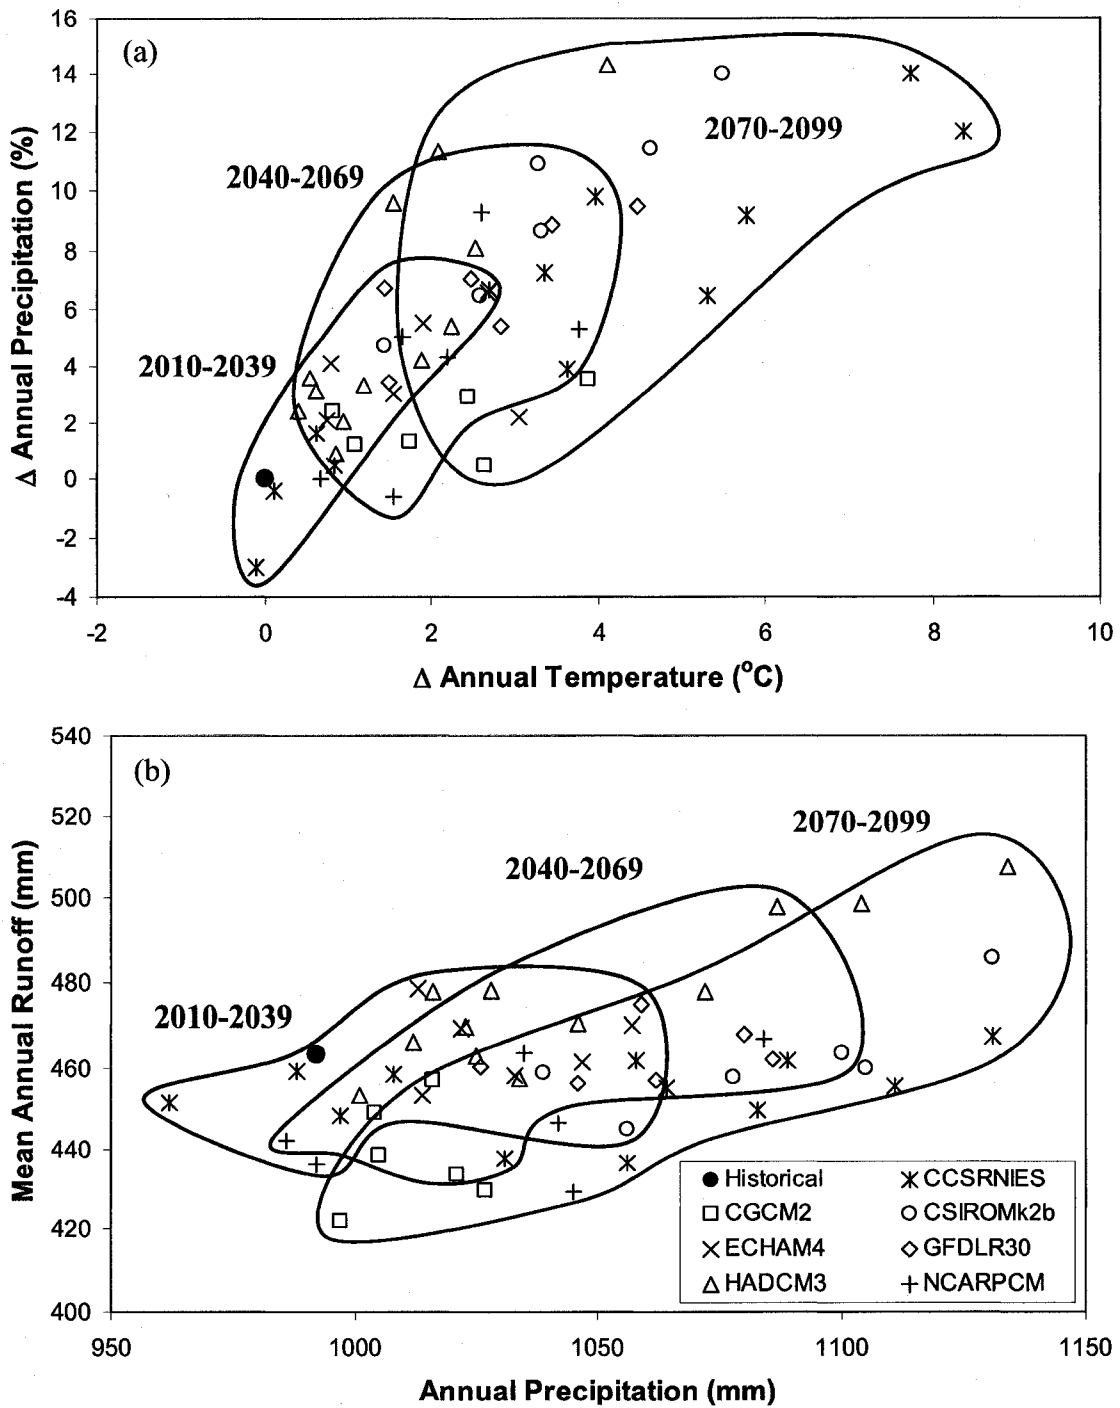 (a)
16
14
12
10
8
6
4
2
0
-2
-4
Δ Annual Precipitation (%)
2070-2099
2040-2069
2010-2039
-2 0 2 4 6 8 10
Δ Annual Temperature (°C)
(b)
540
520
500
480
460
440
420
400
Mean Annual Runoff (mm)
2070-2099
2040-2069
2010-2039
Historical CCSRNIES
CGCM2 CSIROMk2b
ECHAM4 GFDLR30
HADCM3 NCARPCM
950 1000 1050 1100 1150
Annual Precipitation (mm)